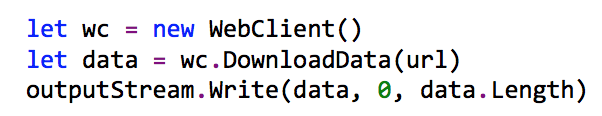 let wc = new WebClient()
let data = wc.DownloadData(url)
outputStream.Write(data, 0, data.Length)